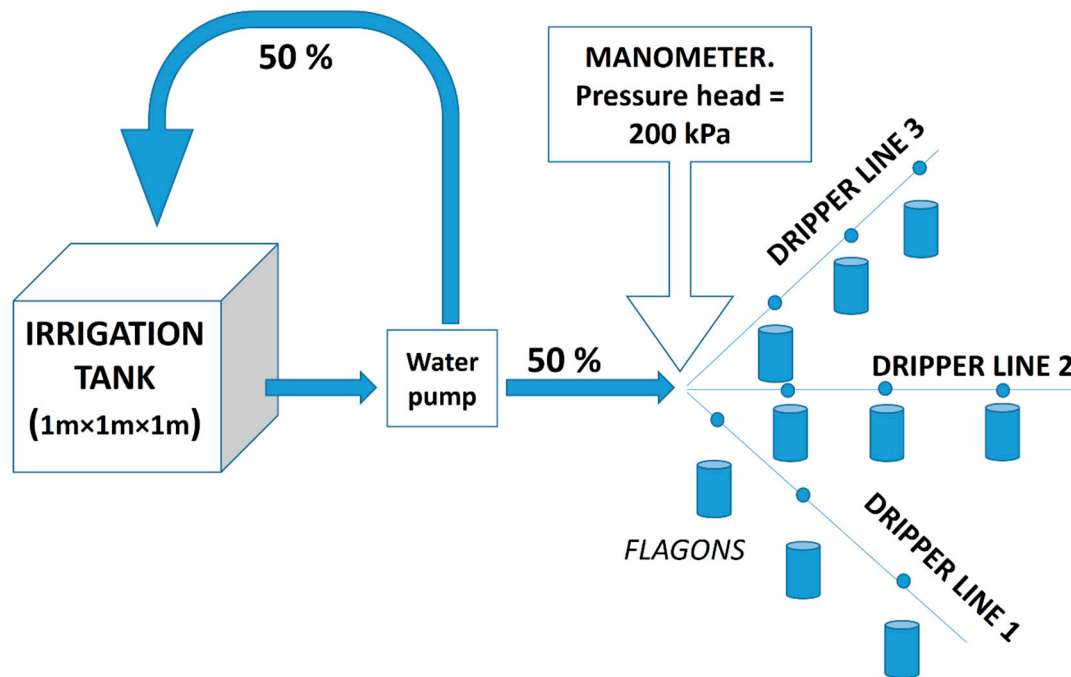 50 %
MANOMETER.
Pressure head =
200 kPa
DRIPPER LINE 3
IRRIGATION
TANK
(1m×1m×1m)
Water
pump
50 %
DRIPPER LINE 2
FLAGONS
DRIPPER LINE 1